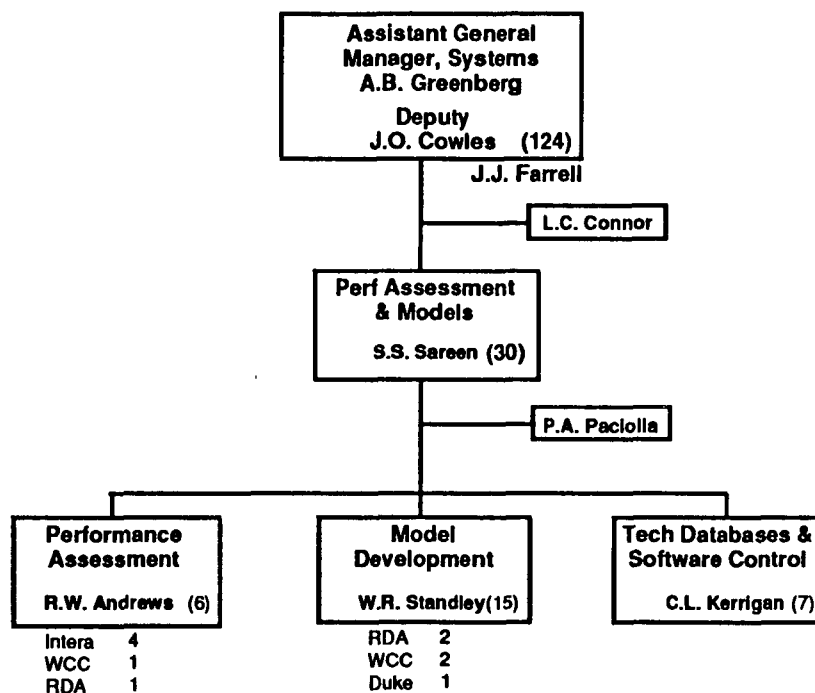 Assistant General
Manager, Systems
A.B. Greenberg
Deputy
J.O. Cowles (124)
J.J. Farrell
L.C. Connor
Perf Assessment
& Models
S.S. Sareen (30)
P.A. Paciolla
Performance
Assessment
R.W. Andrews (6)
Intera 4
WCC 1
RDA 1
Model
Development
W.R. Standley(15)
RDA 2
WCC 2
Duke 1
Tech Databases &
Software Control
C.L. Kerrigan (7)